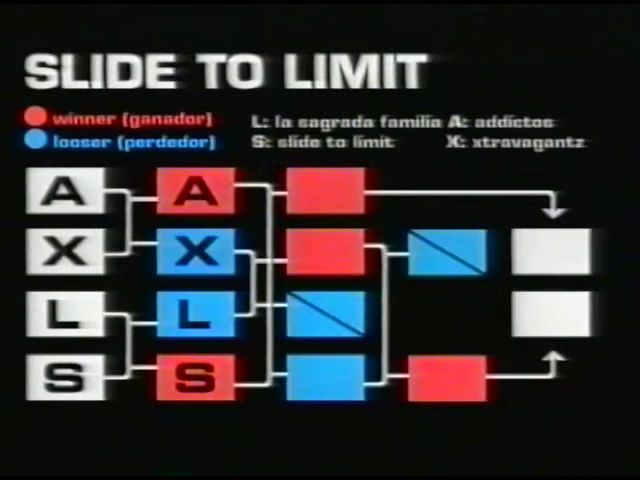 SLIDE TO LIMIT
winner (ganador)
looser (perdedor)
L: la sagrada familia A: addictos
S: slide to limit X: xtravagantz
A A
X X
L L
S S